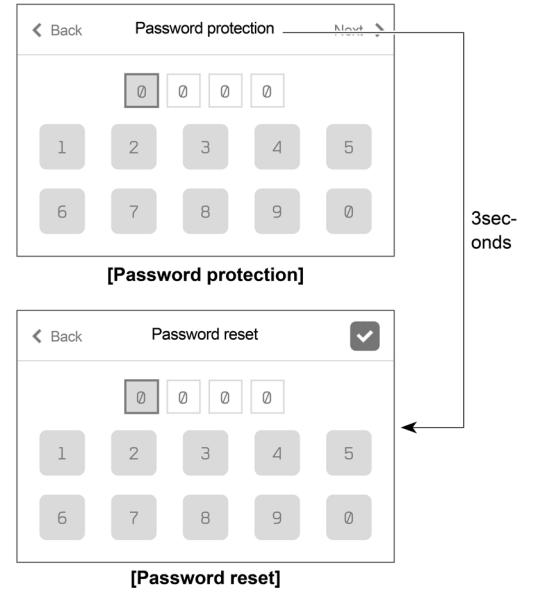 Back Password protection Next
0 0 0 0
1 2 3 4 5
6 7 8 9 0
[Password protection]
3sec-
onds
Back Password reset
0 0 0 0
1 2 3 4 5
6 7 8 9 0
[Password reset]